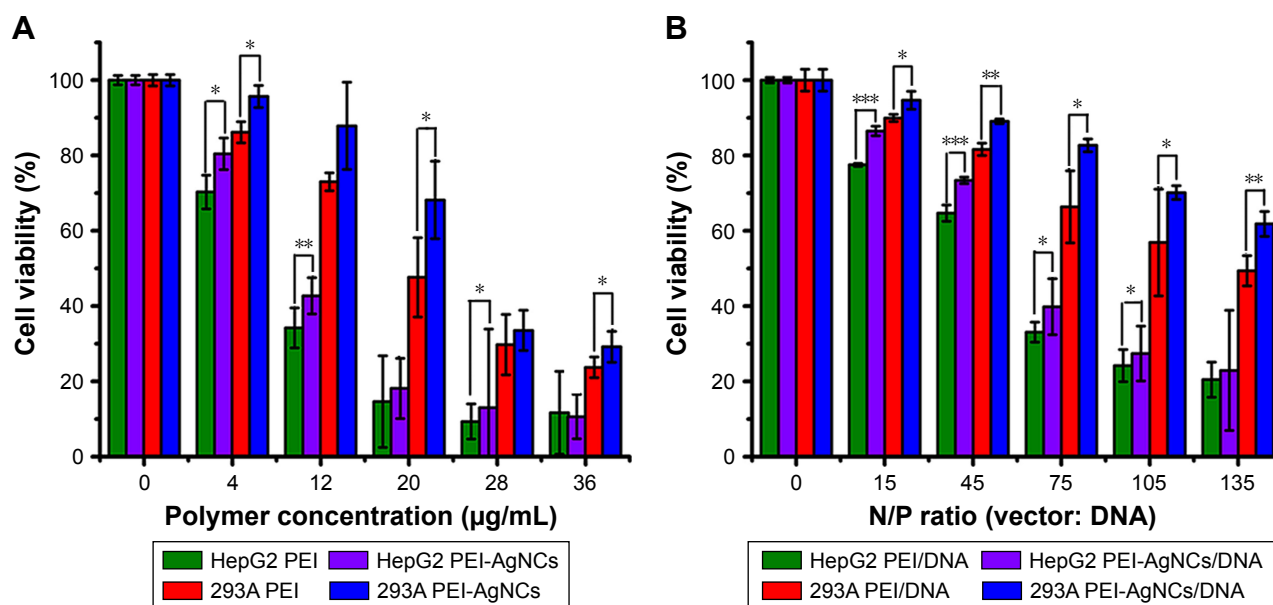 A
Cell viability (%)
100
80
60
40
20
0
*
*
**
*
*
*
0 4 12 20 28 36
Polymer concentration (µg/mL)
HepG2 PEI HepG2 PEI-AgNCs
293A PEI 293A PEI-AgNCs
B
Cell viability (%)
100
80
60
40
20
0
***
*
***
**
*
*
*
*
**
0 15 45 75 105 135
N/P ratio (vector: DNA)
HepG2 PEI/DNA HepG2 PEI-AgNCs/DNA
293A PEI/DNA 293A PEI-AgNCs/DNA